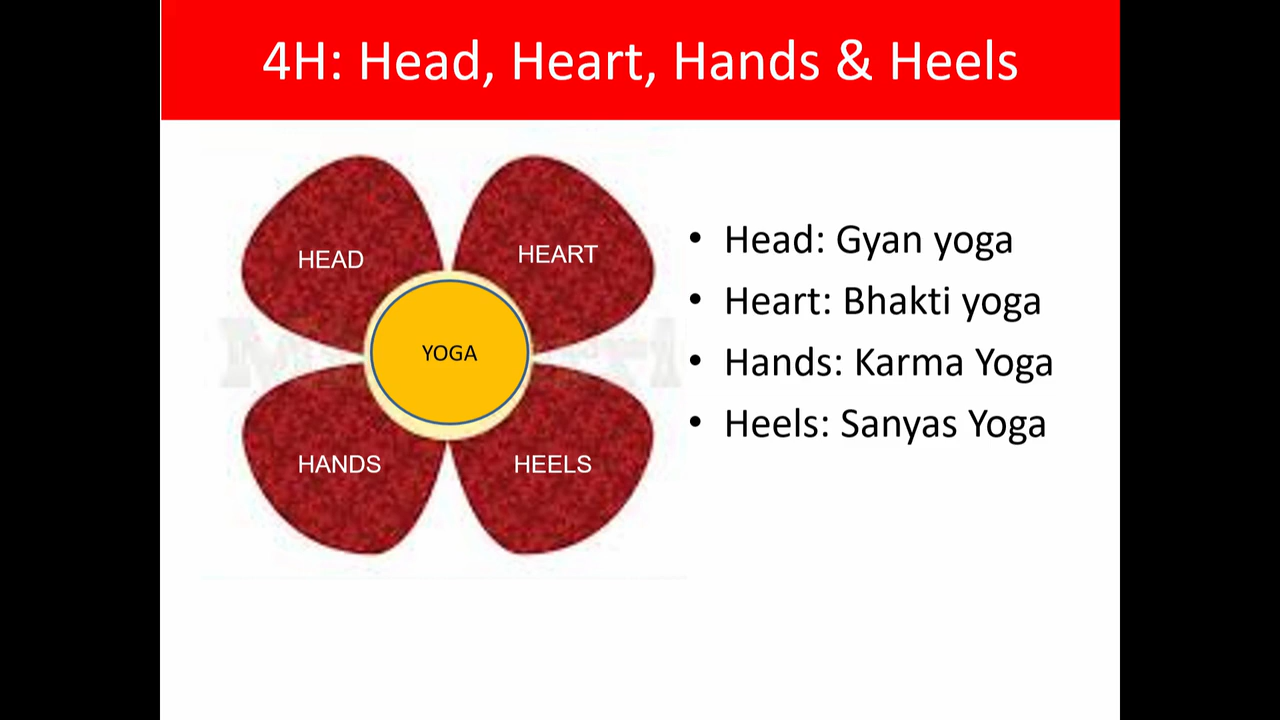 4H: Head, Heart, Hands & Heels
HEAD
HEART
YOGA
HANDS
HEELS
• Head: Gyan yoga
• Heart: Bhakti yoga
• Hands: Karma Yoga
• Heels: Sanyas Yoga